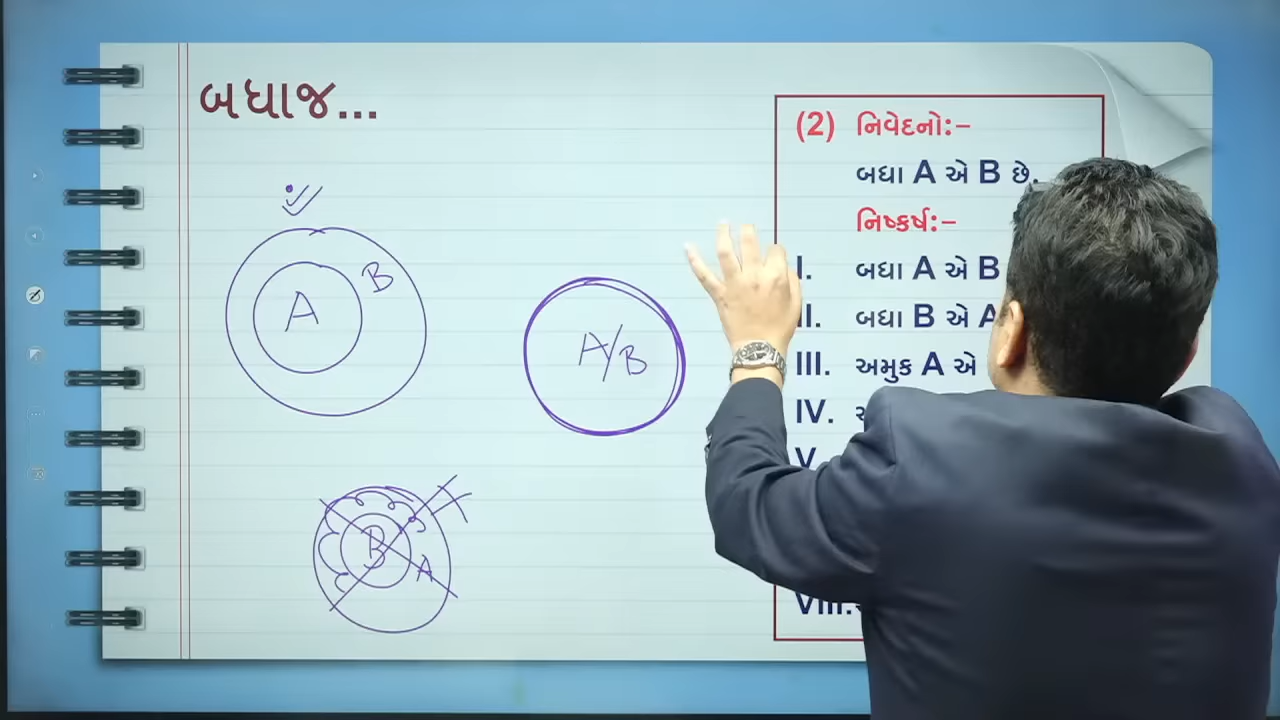 બધાજ...
(2) નિવેદનો:–
બધા A એ B છે.
નિષ્કર્ષ:–
I. બધા A એ B
II. બધા B એ A
III. અમુક A એ
IV.
V.
VIII.
A B
A/B
B A